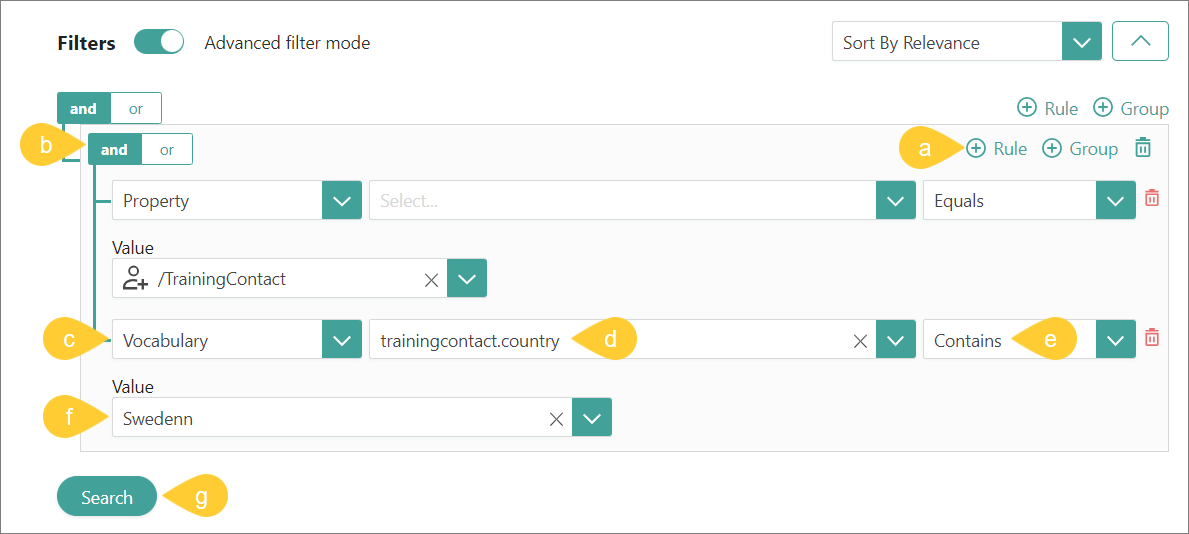 Filters Advanced filter mode Sort By Relevance
and or Rule Group
b and or a Rule Group
Property Select... Equals
Value
/TrainingContact
c Vocabulary trainingcontact.country d Contains e
Value
f Swedenn
Search g